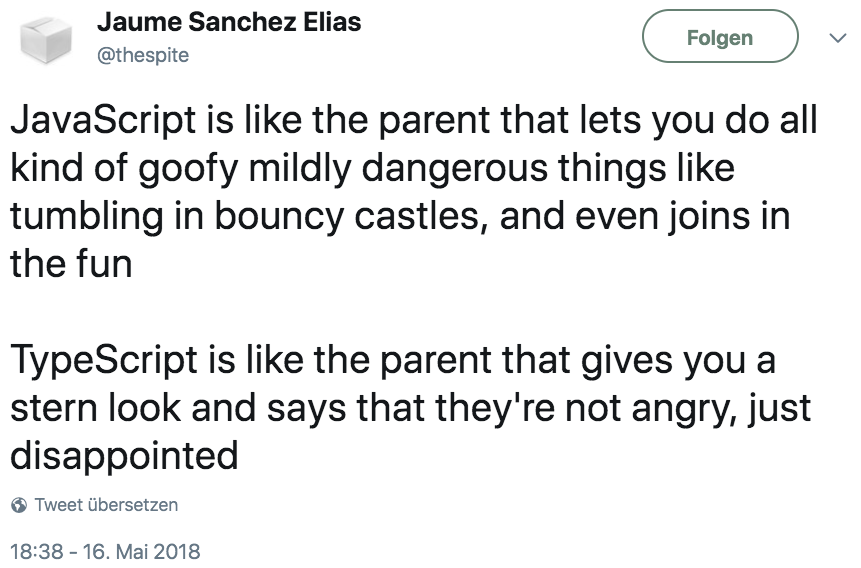 Jaume Sanchez Elias
@thespite
Folgen
JavaScript is like the parent that lets you do all
kind of goofy mildly dangerous things like
tumbling in bouncy castles, and even joins in
the fun
TypeScript is like the parent that gives you a
stern look and says that they're not angry, just
disappointed
Tweet übersetzen
18:38 - 16. Mai 2018